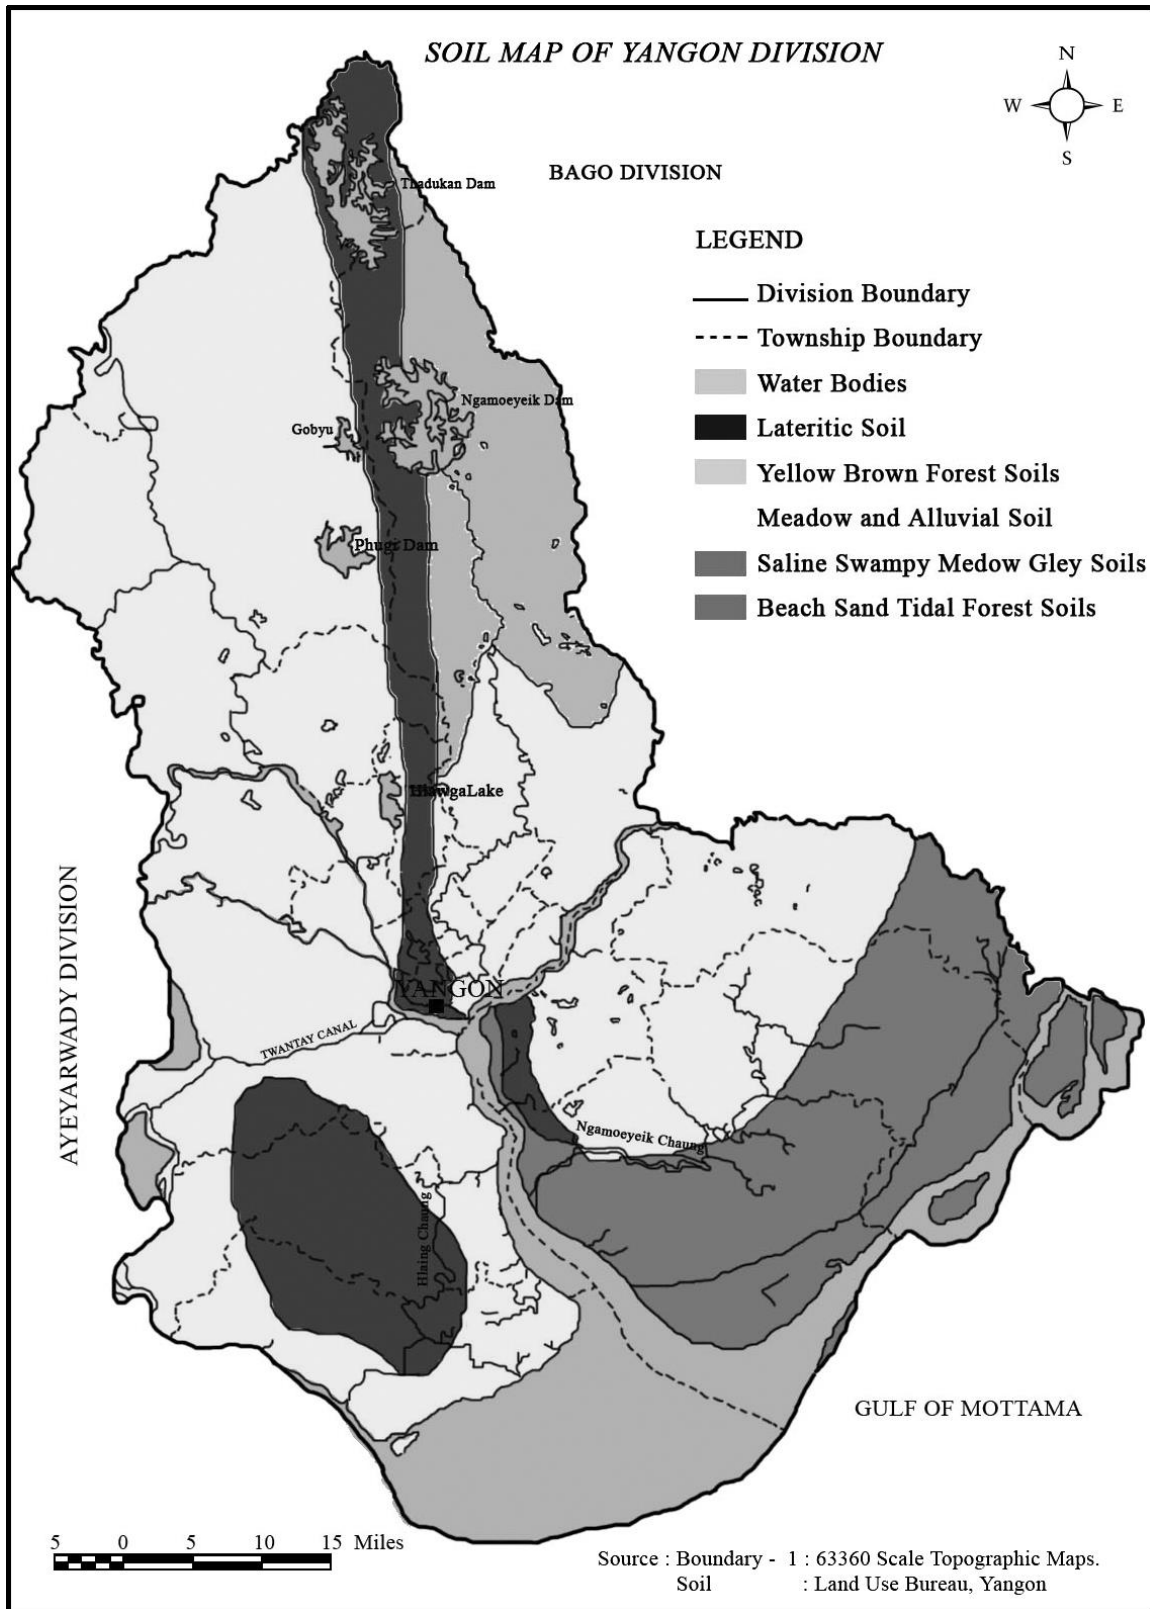 SOIL MAP OF YANGON DIVISION
N
W E
S
BAGO DIVISION
Thadukan Dam
LEGEND
Division Boundary
Township Boundary
Water Bodies
Lateritic Soil
Yellow Brown Forest Soils
Meadow and Alluvial Soil
Saline Swampy Medow Gley Soils
Beach Sand Tidal Forest Soils
Ngamoeyeik Dam
Gobyu
Phugi Dam
HlawgaLake
AYEYARWADY DIVISION
YANGON
TWANTAY CANAL
Ngamoeyeik Chaung
Hlaing Chaung
GULF OF MOTTAMA
5 0 5 10 15 Miles
Source : Boundary - 1 : 63360 Scale Topographic Maps.
Soil : Land Use Bureau, Yangon